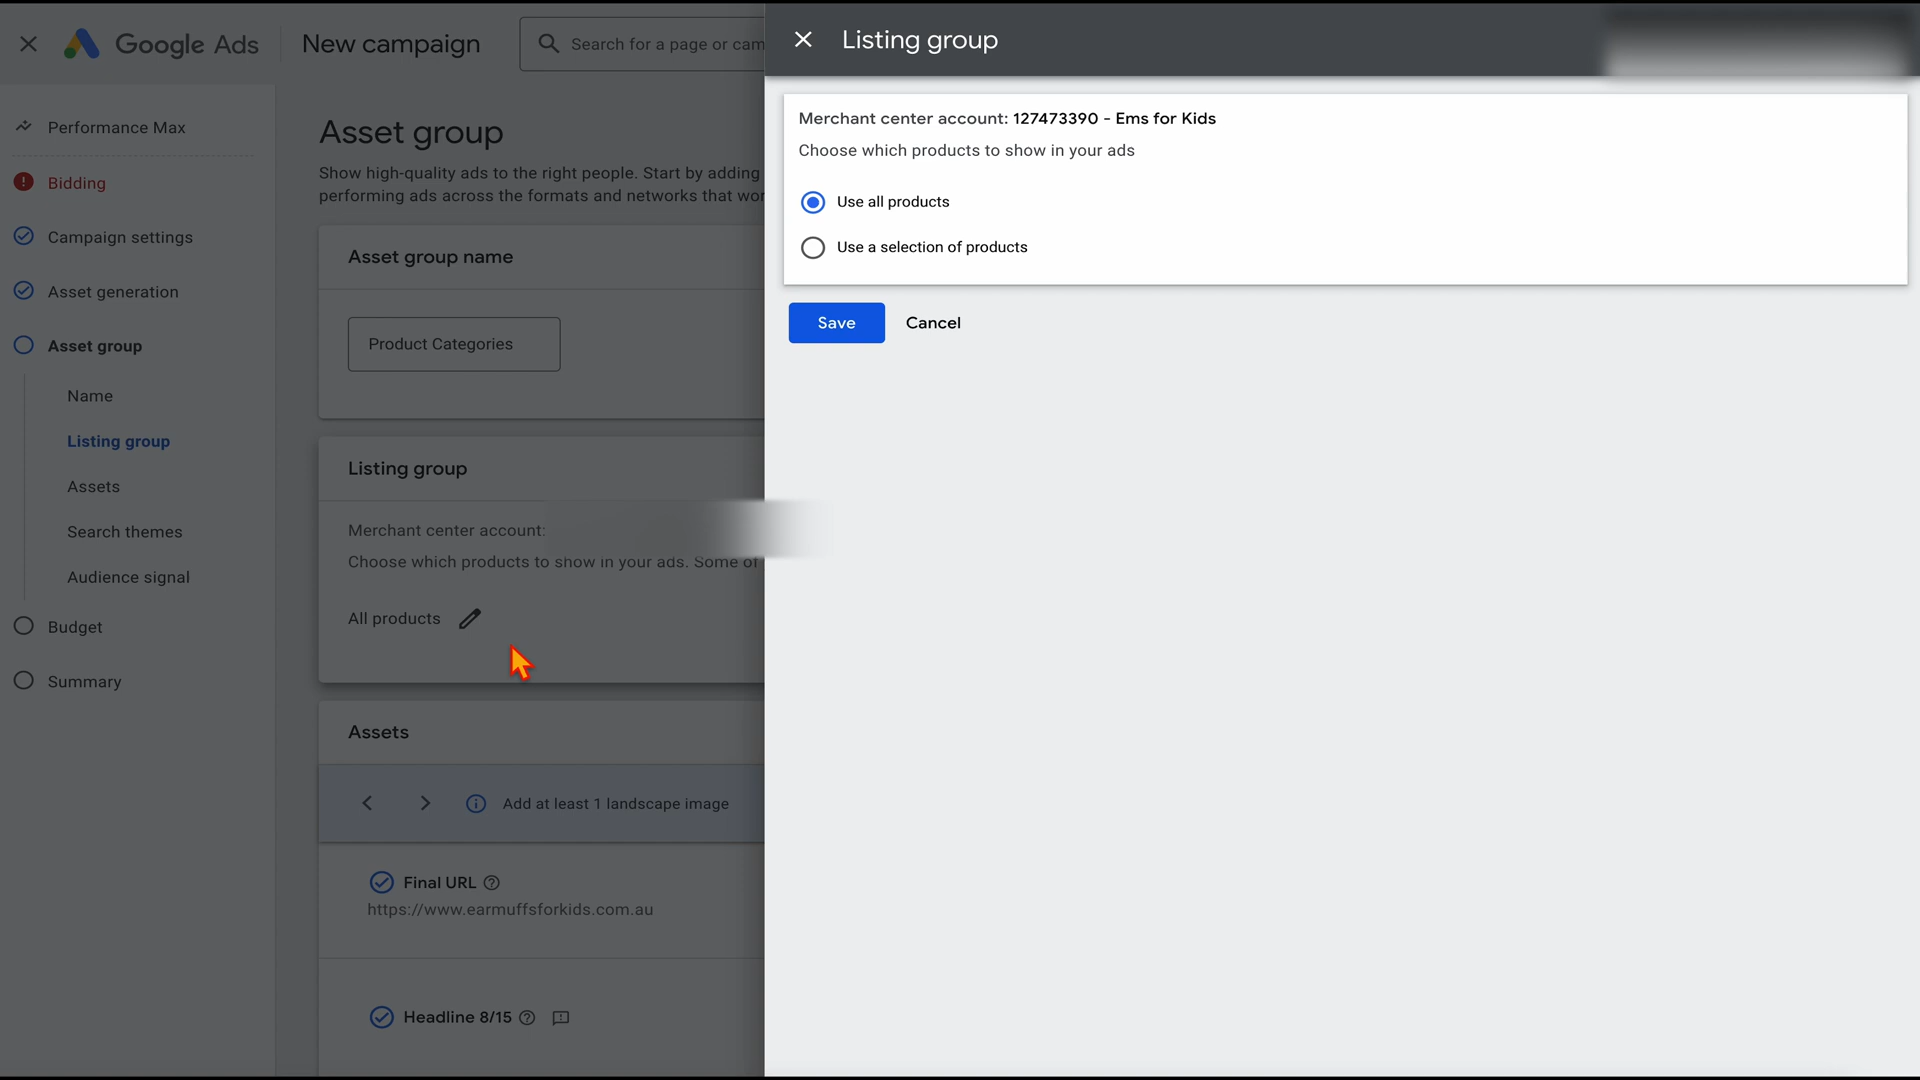 Google Ads
New campaign
Search for a page or cam
Performance Max
Bidding
Campaign settings
Asset generation
Asset group
Name
Listing group
Assets
Search themes
Audience signal
Budget
Summary
Asset group
Show high-quality ads to the right people. Start by adding
performing ads across the formats and networks that wor
Asset group name
Product Categories
Listing group
Merchant center account:
Choose which products to show in your ads. Some of
All products
Assets
Add at least 1 landscape image
Final URL
https://www.earmuffsforkids.com.au
Headline 8/15
Listing group
Merchant center account: 127473390 - Ems for Kids
Choose which products to show in your ads
Use all products
Use a selection of products
Save
Cancel